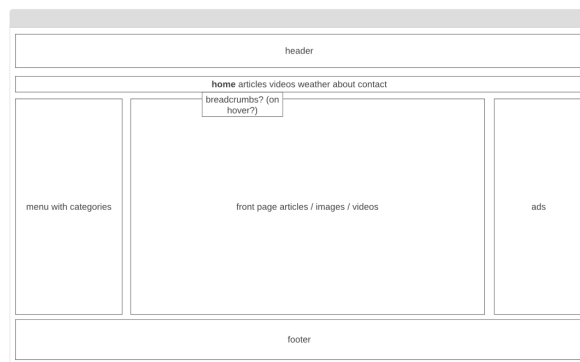 header
home articles videos weather about contact
breadcrumbs? (on
hover?)
menu with categories
front page articles / images / videos
ads
footer